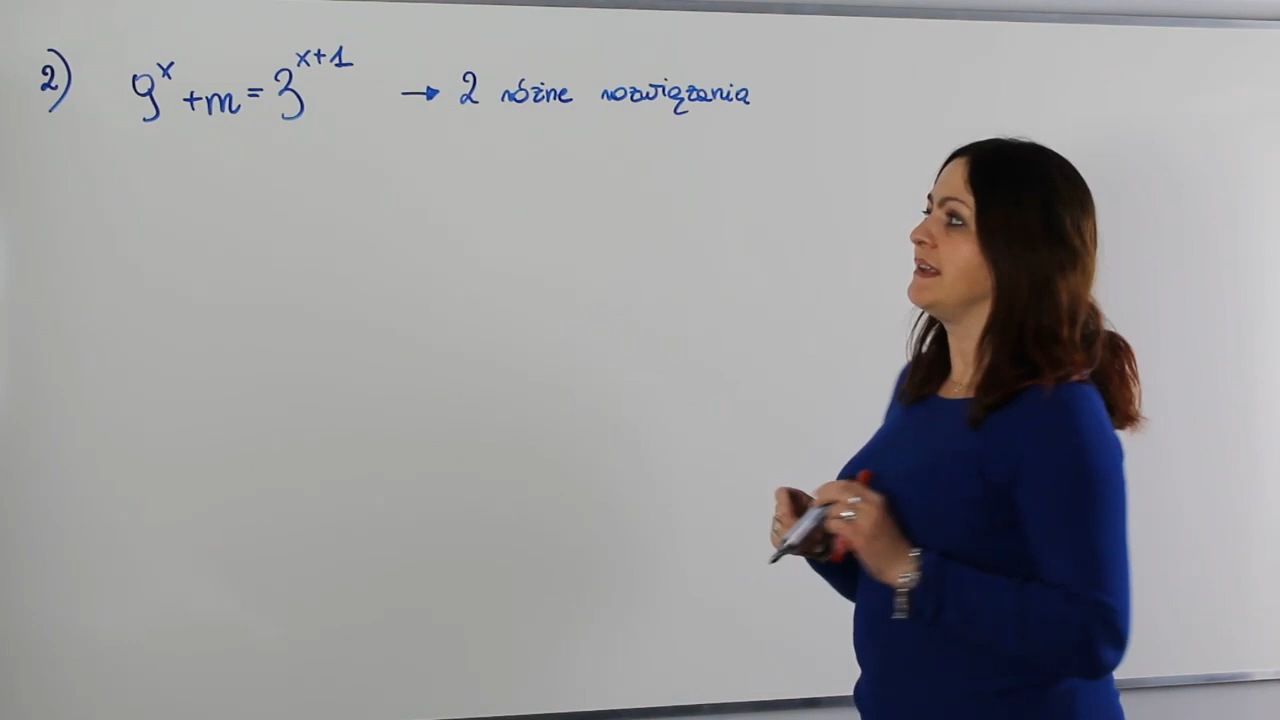 2) 9^x + m = 3^(x+1) → 2 różne rozwiązania